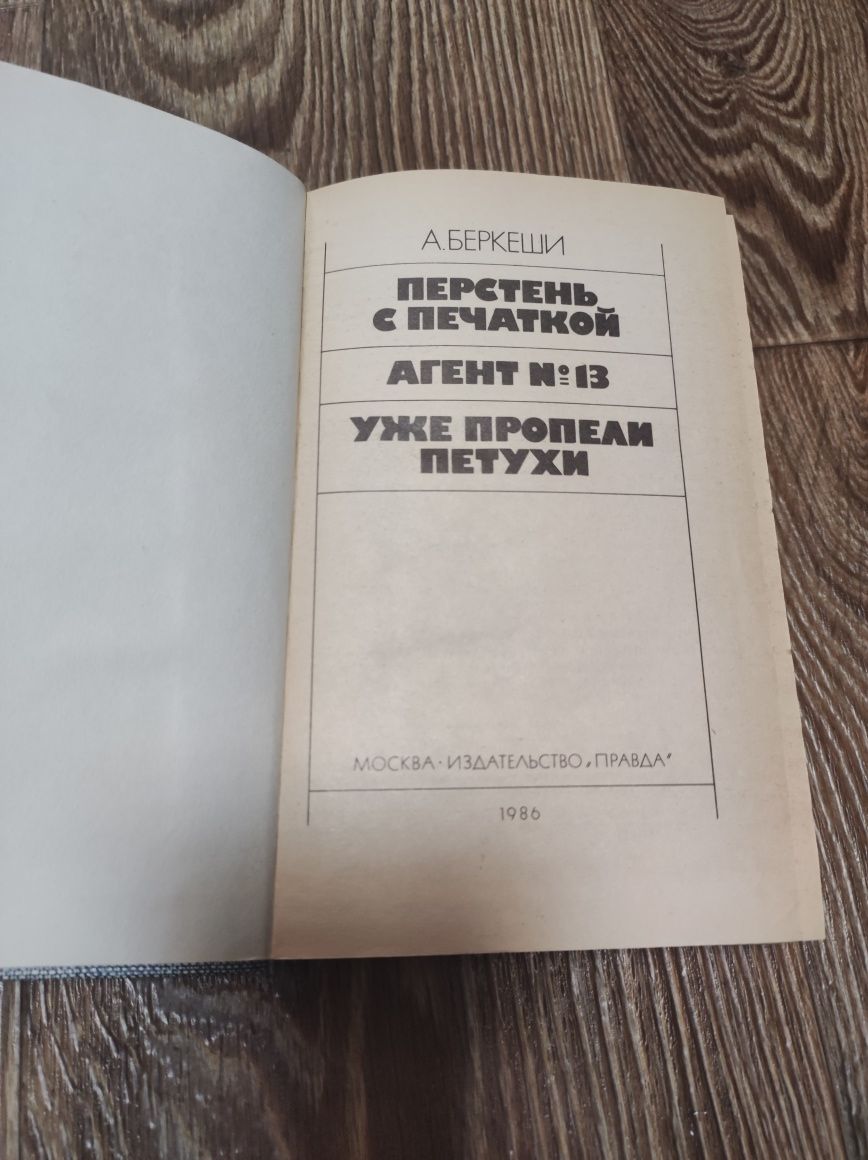 А.БЕРКЕШИ
ПЕРСТЕНЬ
С ПЕЧАТКОЙ
АГЕНТ №13
УЖЕ ПРОПЕЛИ
ПЕТУХИ
МОСКВА · ИЗДАТЕЛЬСТВО „ПРАВДА"
1986